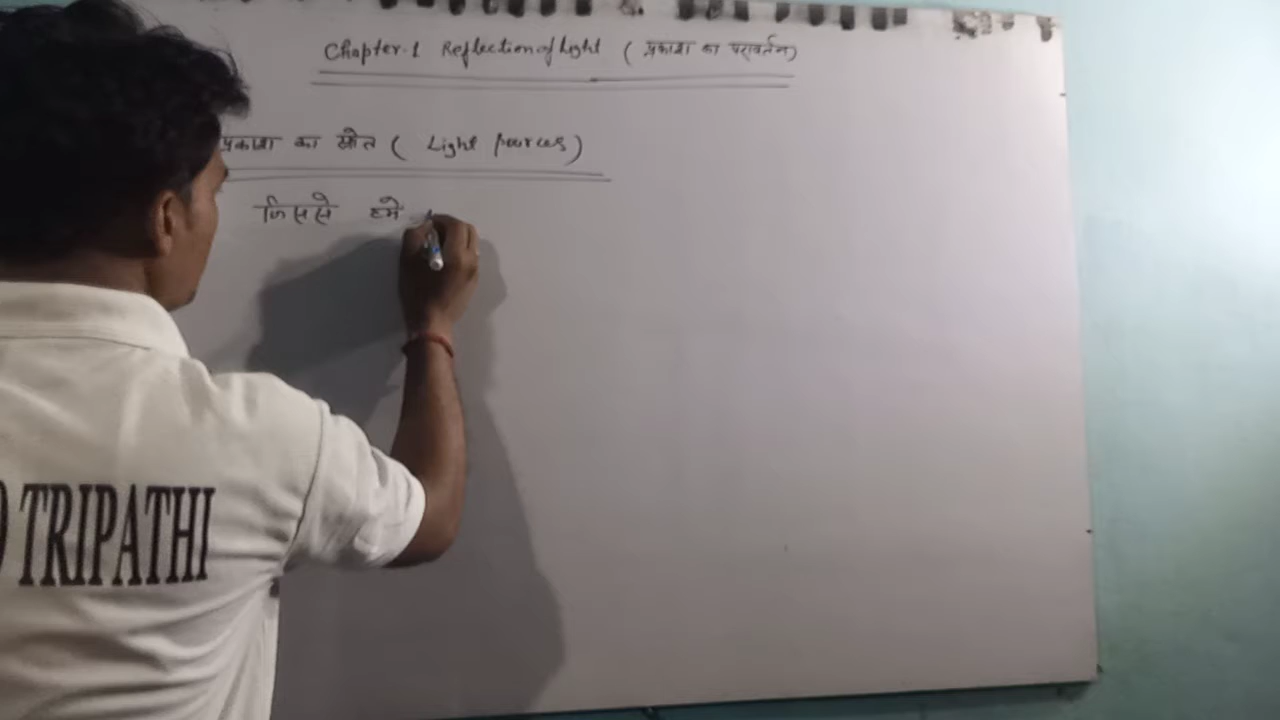 Chapter-1 Reflection of Light ( प्रकाश का परावर्तन)
प्रकाश का स्रोत ( Light sources)
जिससे हमे
TRIPATHI